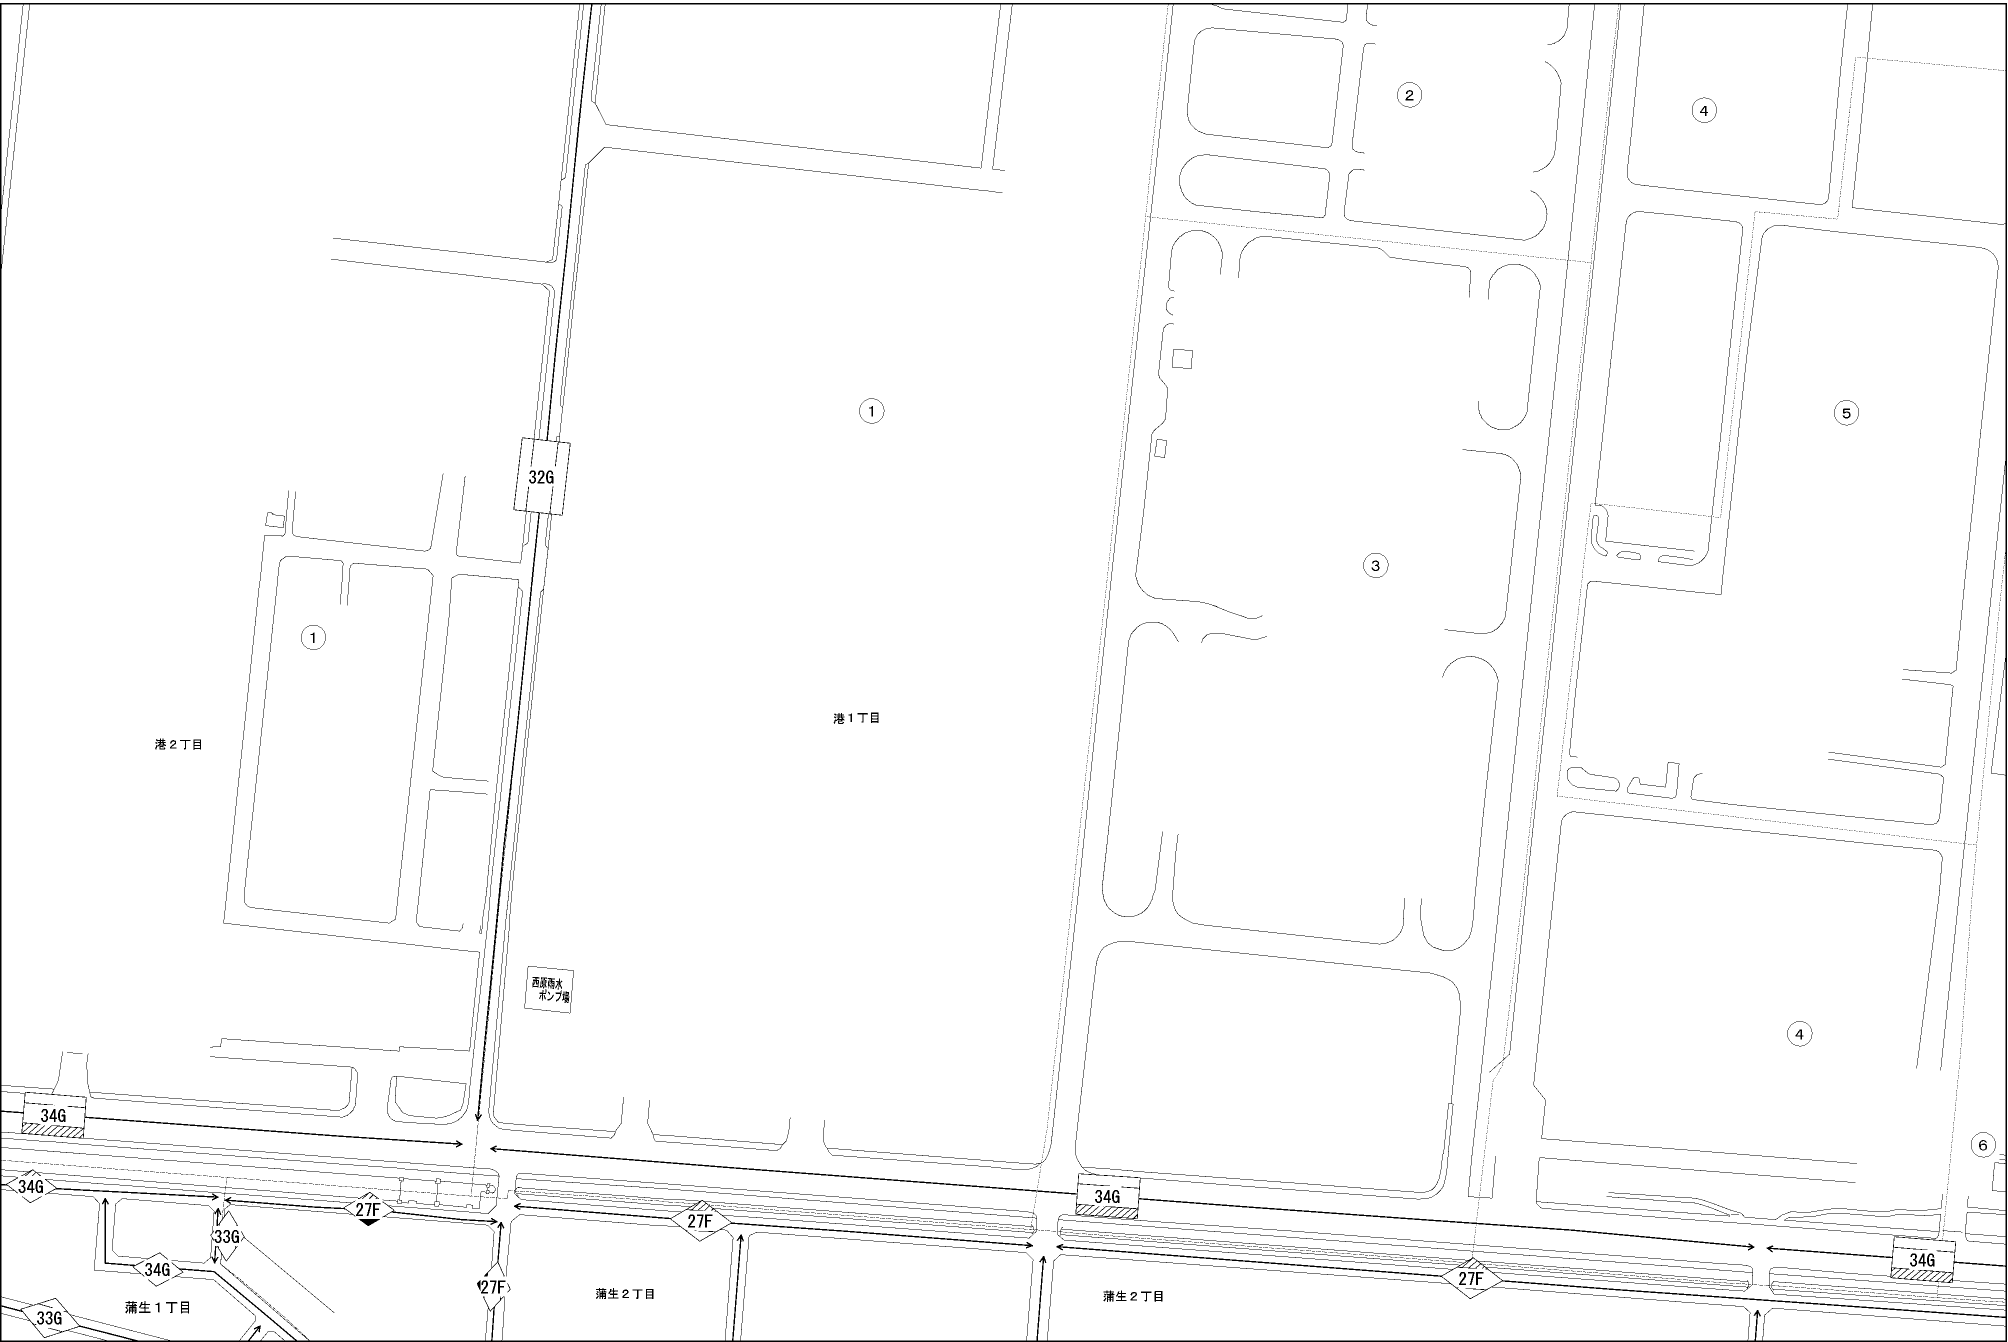 ②
④
①
⑤
32G
③
①
港１丁目
港２丁目
西原雨水
ポンプ場
④
34G
⑥
34G
34G
27F
27F
33G
34G
34G
27F
27F
蒲生１丁目
蒲生２丁目
蒲生２丁目
33G